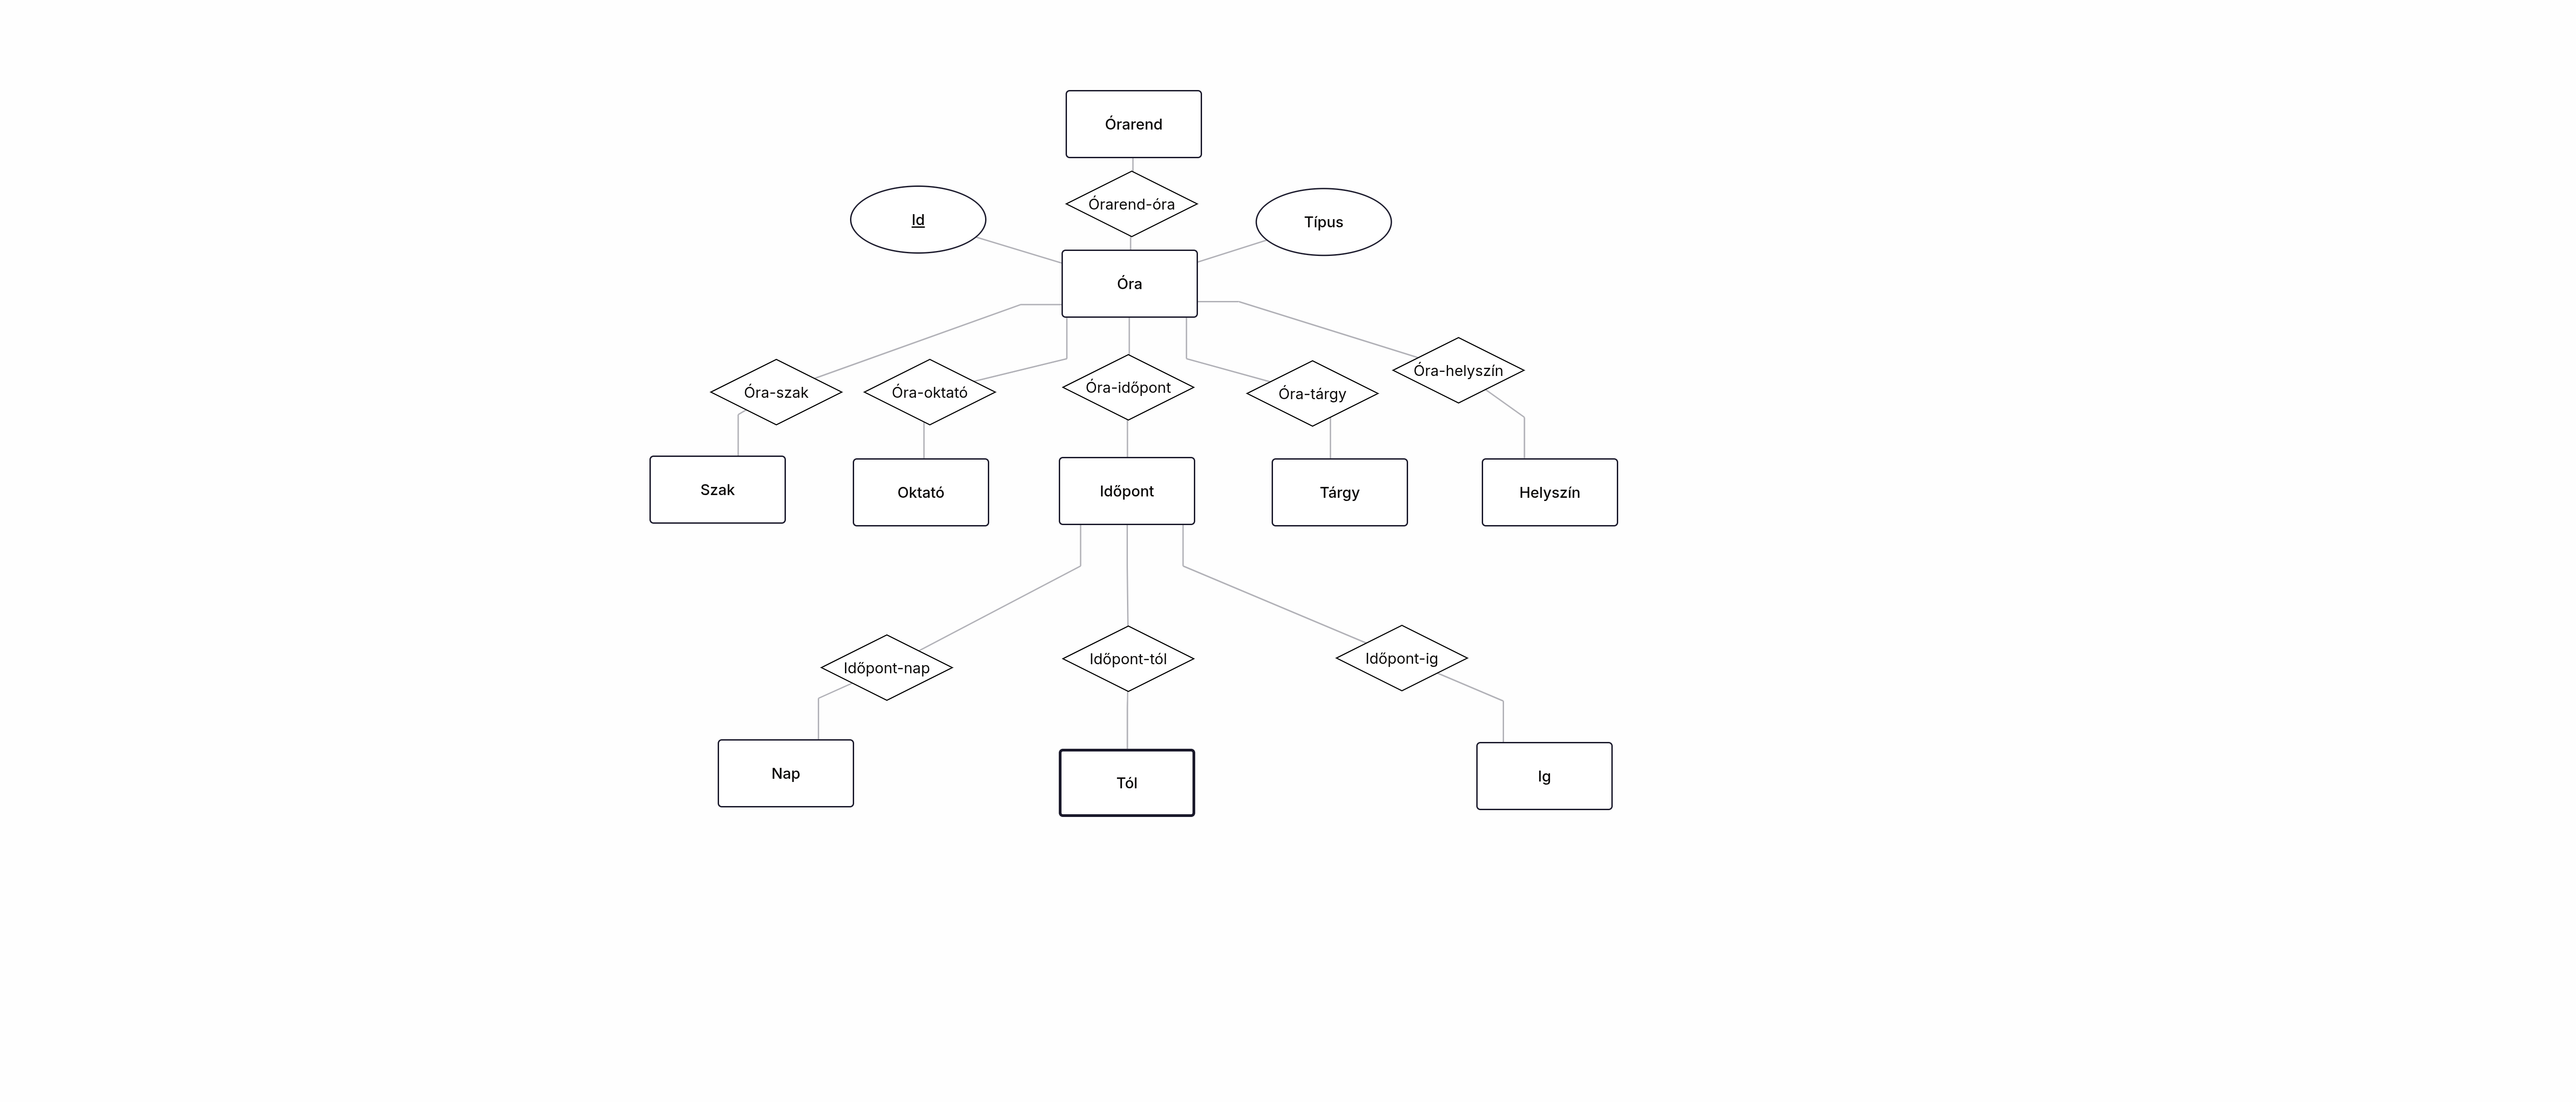 Órarend
Órarend-óra
Id
Típus
Óra
Óra-szak
Óra-oktató
Óra-időpont
Óra-tárgy
Óra-helyszín
Szak
Oktató
Időpont
Tárgy
Helyszín
Időpont-nap
Időpont-tól
Időpont-ig
Nap
Tól
Ig